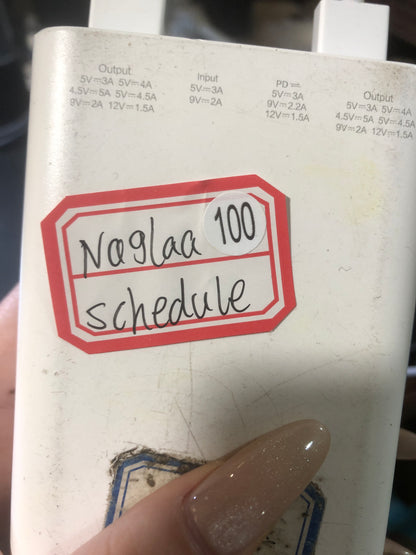 Output
5V⎓3A 5V⎓4A
4.5V⎓5A 5V⎓4.5A
9V⎓2A 12V⎓1.5A
Input
5V⎓3A
9V⎓2A
PD
5V⎓3A
9V⎓2.2A
12V⎓1.5A
Output
5V⎓3A 5V⎓4A
4.5V⎓5A 5V⎓4.5A
9V⎓2A 12V⎓1.5A
Naglaa 100
schedule